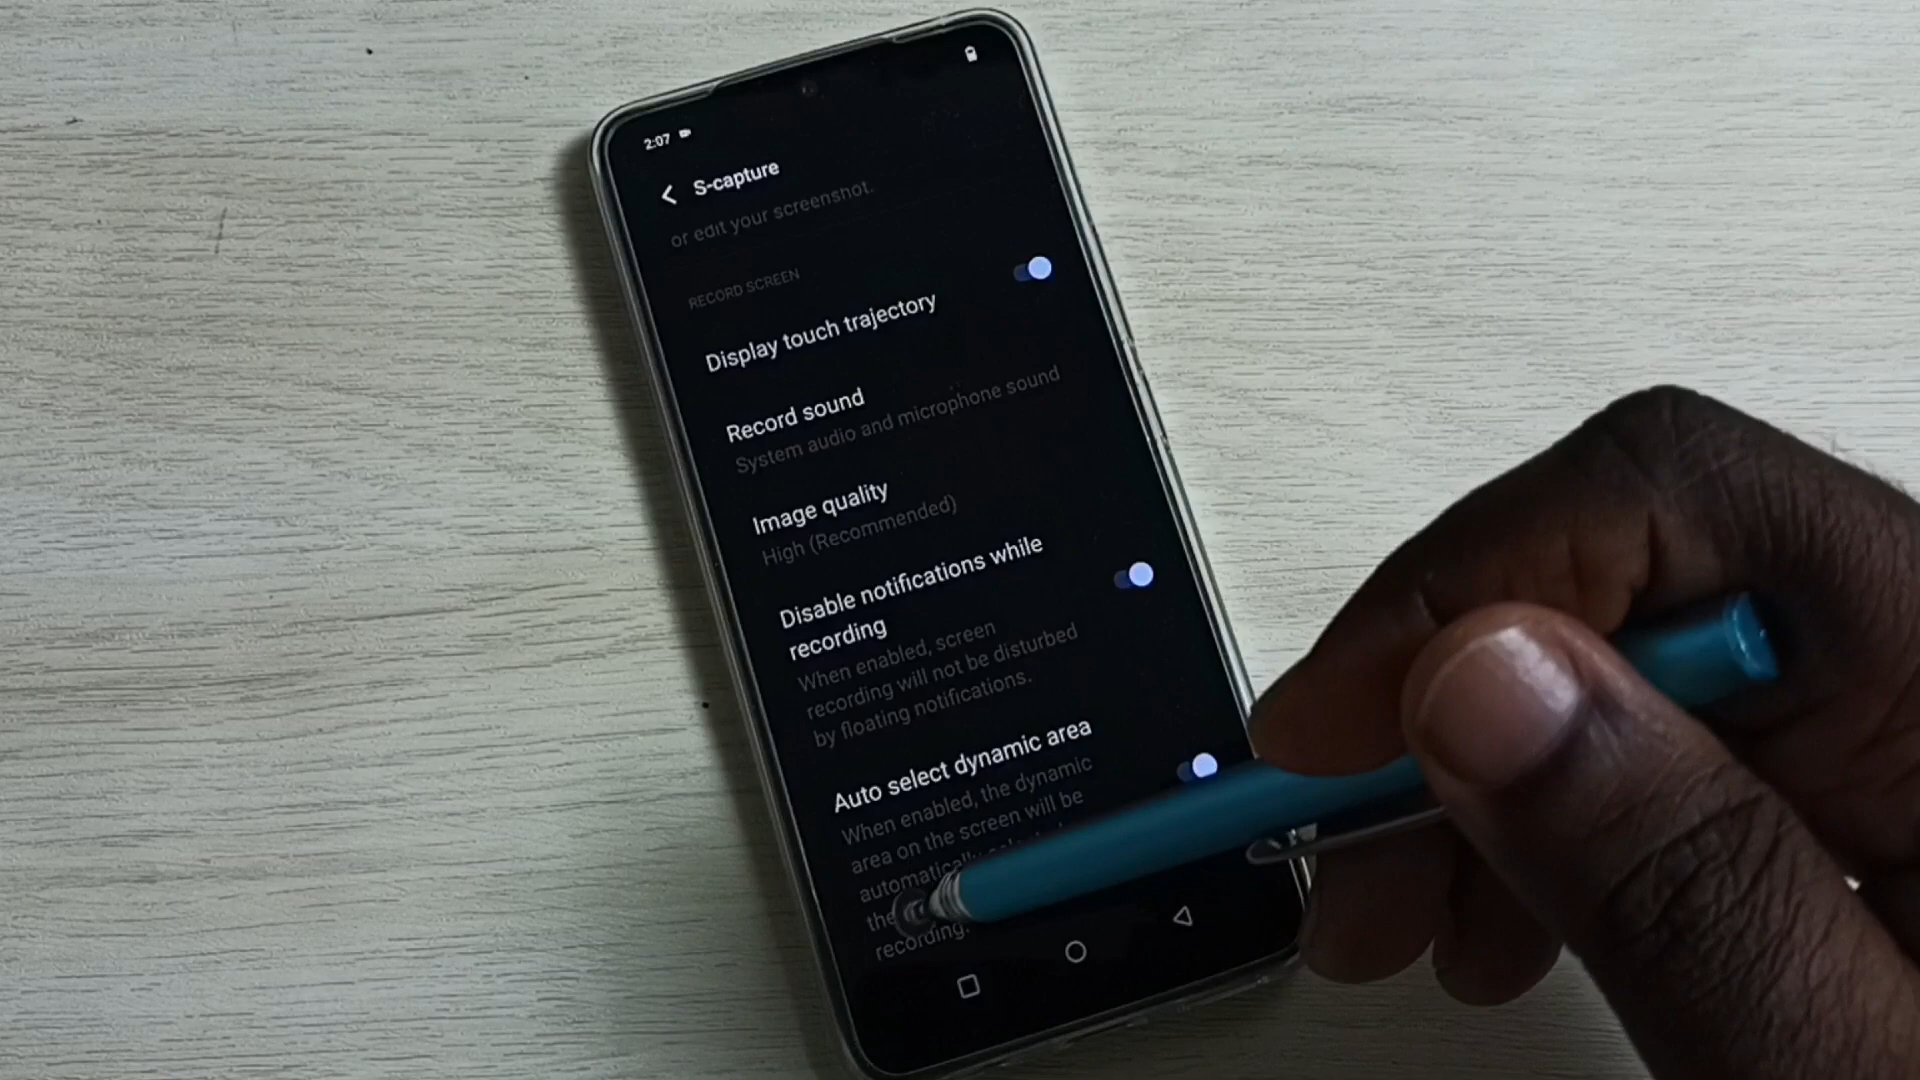 2:07
S-capture
or edit your screenshot.
RECORD SCREEN
Display touch trajectory
Record sound
System audio and microphone sound
Image quality
High (Recommended)
Disable notifications while
recording
When enabled, screen
recording will not be disturbed
by floating notifications.
Auto select dynamic area
When enabled, the dynamic
area on the screen will be
automatically
the
recording.